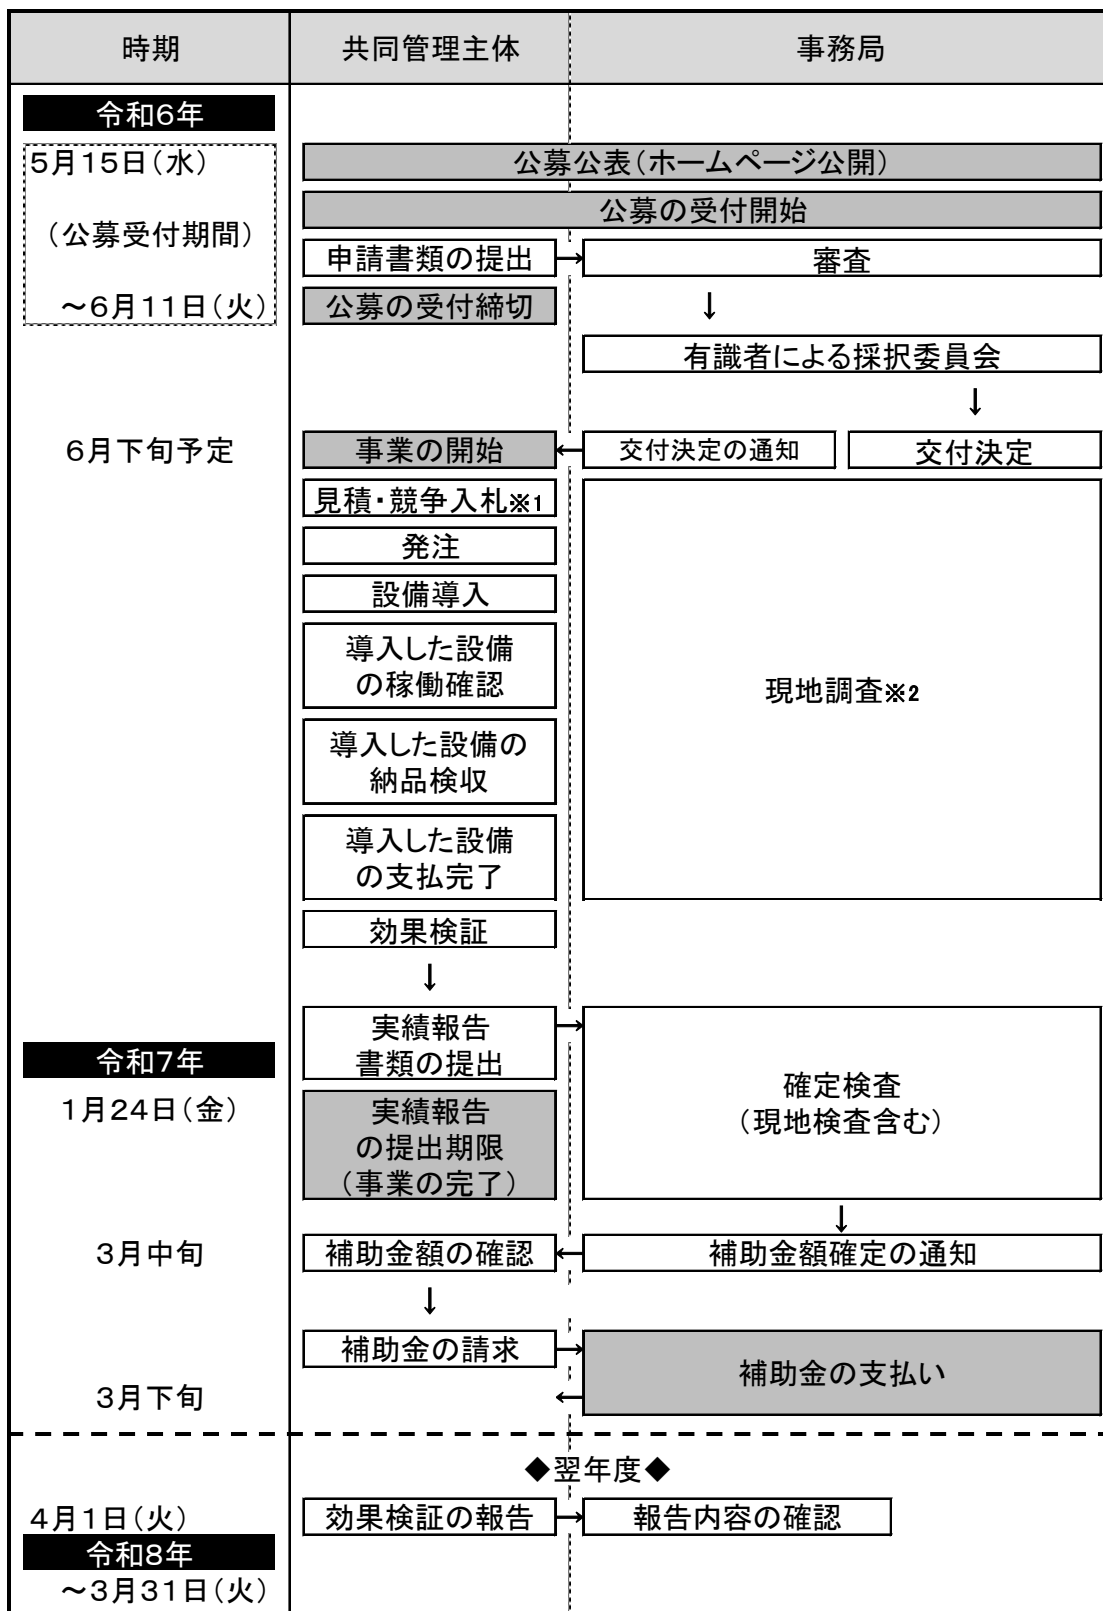 時期
共同管理主体
事務局
令和6年
5月15日（水）
公募公表（ホームページ公開）
公募の受付開始
（公募受付期間）
申請書類の提出
→
審査
～6月11日（火）
公募の受付締切
↓
有識者による採択委員会
↓
6月下旬予定
事業の開始
←
交付決定の通知
交付決定
見積・競争入札※1
発注
設備導入
導入した設備
の稼働確認
現地調査※2
導入した設備の
納品検収
導入した設備
の支払完了
効果検証
↓
実績報告
書類の提出
→
令和7年
確定検査
（現地検査含む）
1月24日（金）
実績報告
の提出期限
（事業の完了）
↓
3月中旬
補助金額の確認
←
補助金額確定の通知
↓
補助金の請求
→
補助金の支払い
3月下旬
←
◆翌年度◆
4月1日（火）
効果検証の報告
→
報告内容の確認
令和8年
～3月31日（火）